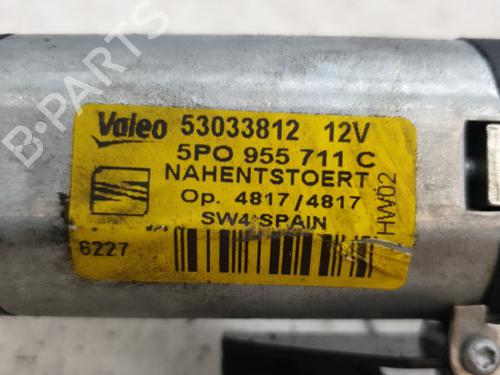 B-PARTS
Valeo 53033812 12V
5P0 955 711 C
NAHENTSTOERT
Op. 4817/4817
SW4 SPAIN
HW02
6227